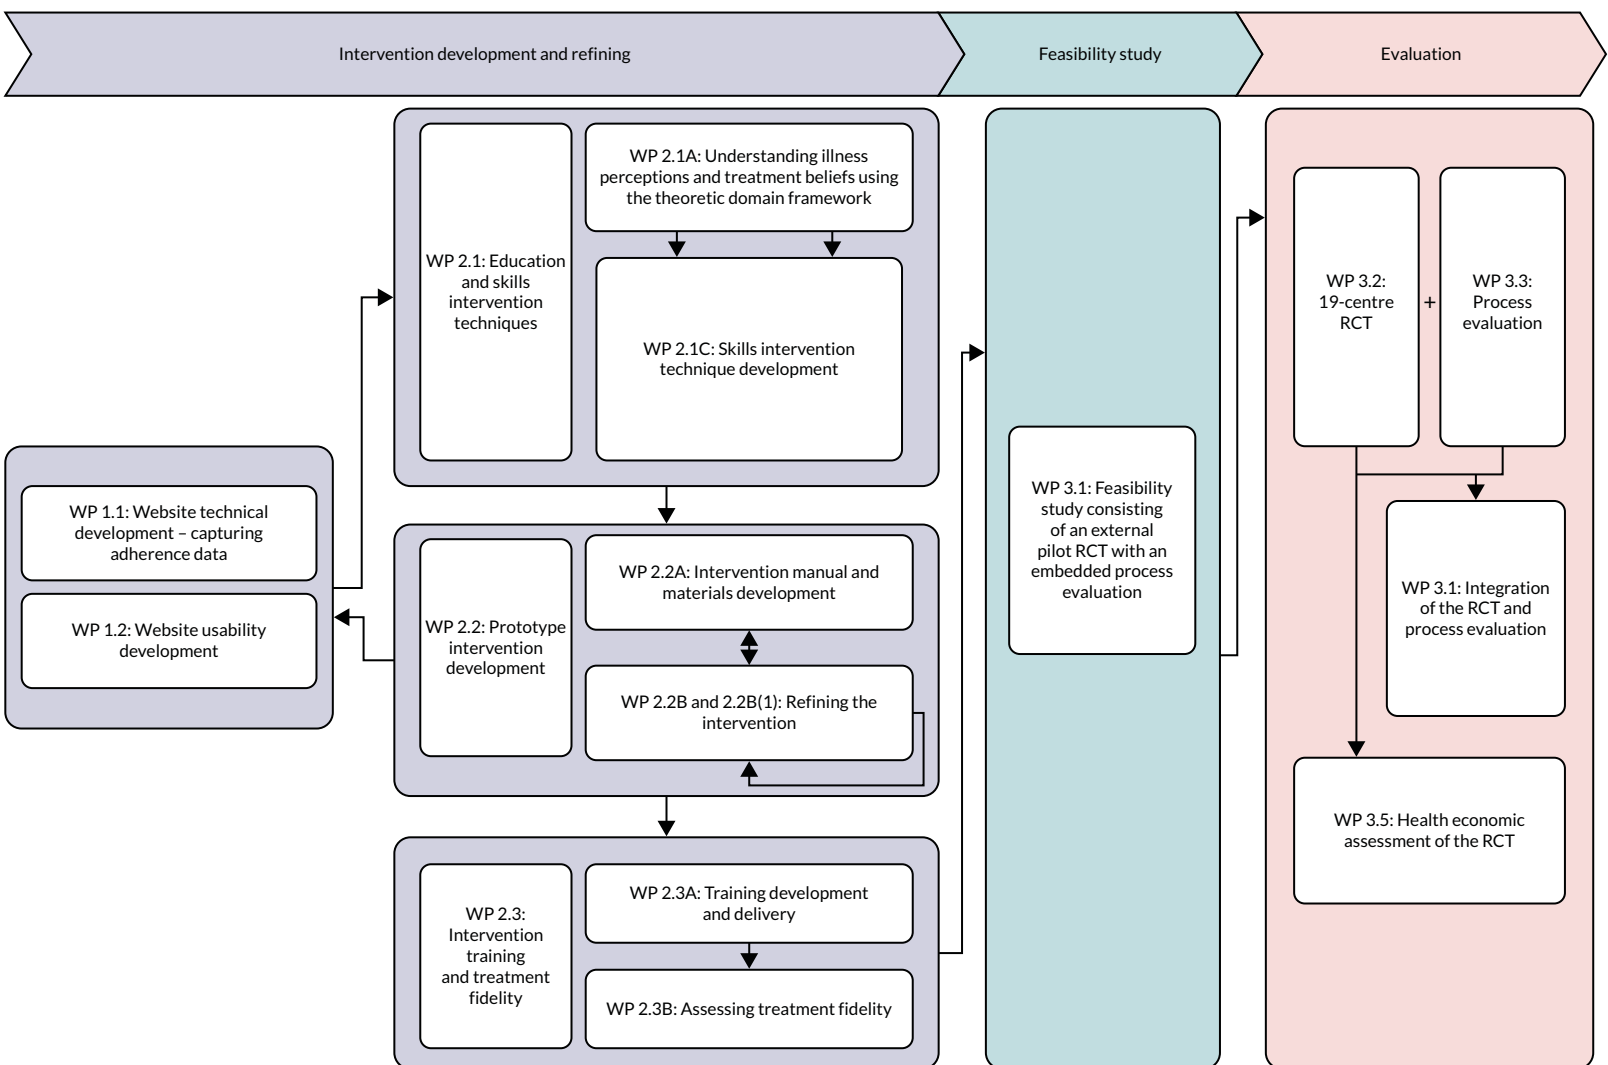 Intervention development and refining
Feasibility study
Evaluation
WP 1.1: Website technical
development – capturing
adherence data
WP 1.2: Website usability
development
WP 2.1: Education
and skills
intervention
techniques
WP 2.1A: Understanding illness
perceptions and treatment beliefs using
the theoretic domain framework
WP 2.1C: Skills intervention
technique development
WP 2.2: Prototype
intervention
development
WP 2.2A: Intervention manual and
materials development
WP 2.2B and 2.2B(1): Refining the
intervention
WP 2.3:
Intervention
training
and treatment
fidelity
WP 2.3A: Training development
and delivery
WP 2.3B: Assessing treatment fidelity
WP 3.1: Feasibility
study consisting
of an external
pilot RCT with an
embedded process
evaluation
WP 3.2:
19-centre
RCT
+
WP 3.3:
Process
evaluation
WP 3.1: Integration
of the RCT and
process evaluation
WP 3.5: Health economic
assessment of the RCT